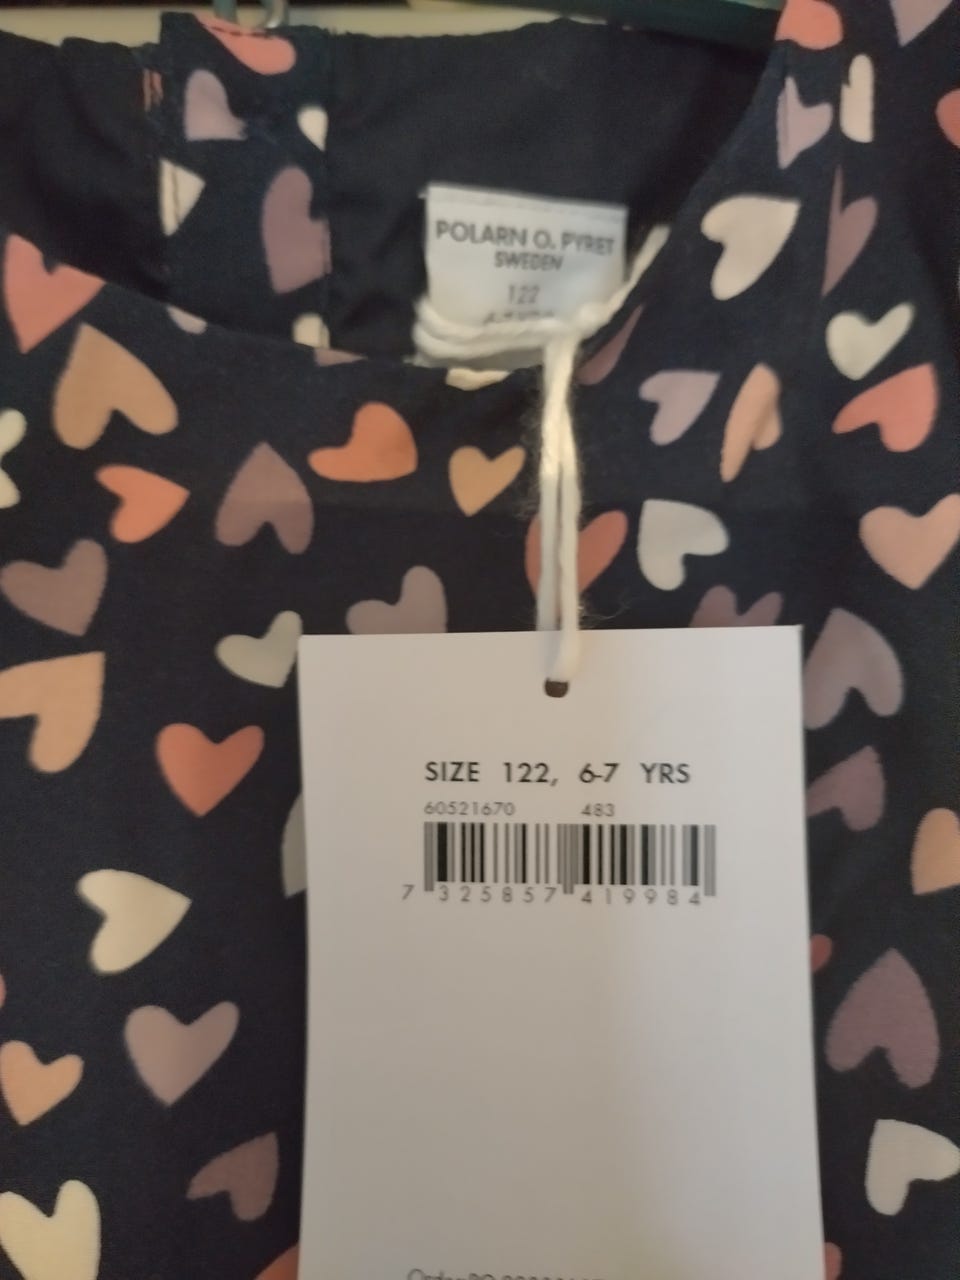 POLARN O. PYRET
SWEDEN
122
SIZE 122, 6-7 YRS
60521670 483
7 325857 419984